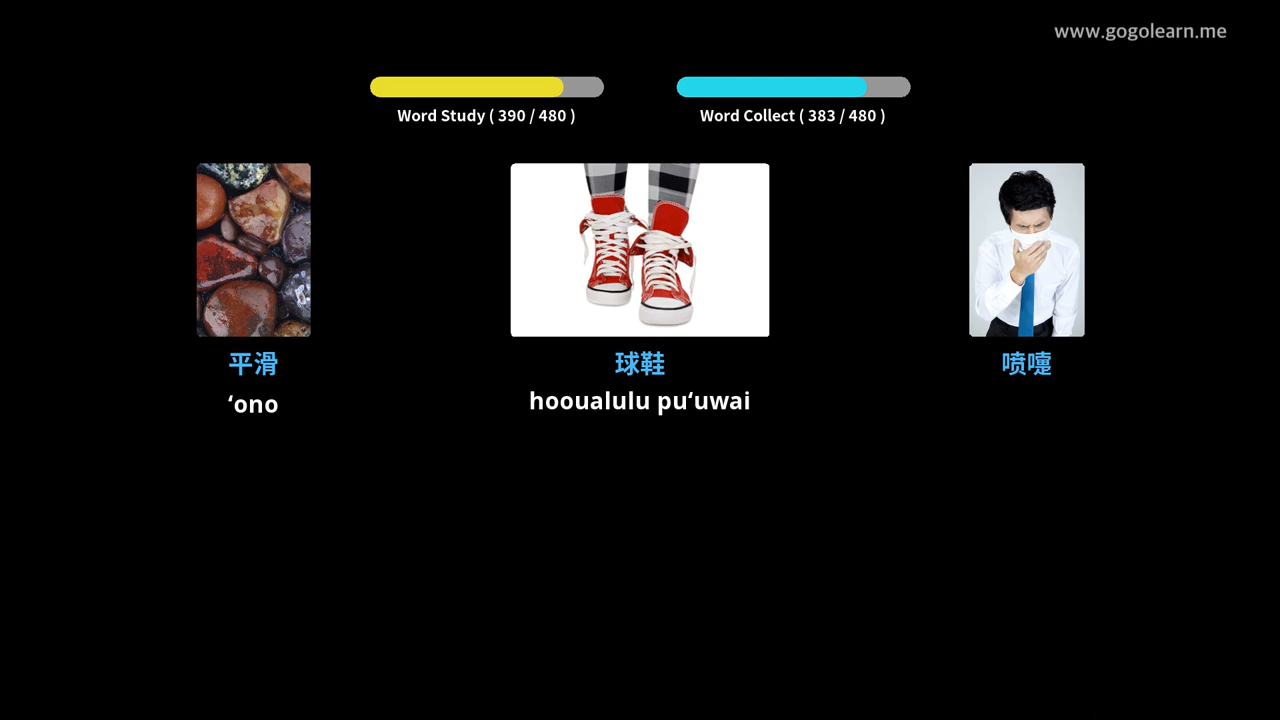 www.gogolearn.me
Word Study ( 390 / 480 )
Word Collect ( 383 / 480 )
平滑
球鞋
喷嚏
ʻono
hooualulu puʻuwai